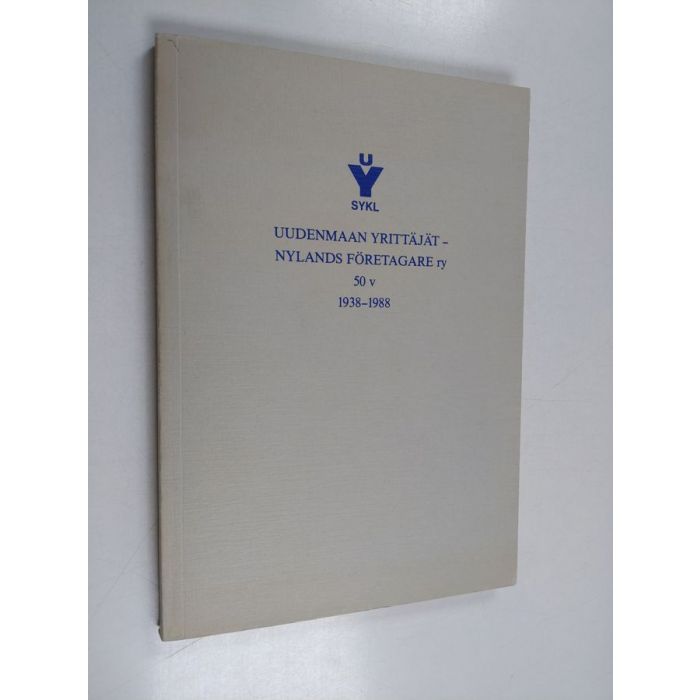 U
Y
SYKL
UUDENMAAN YRITTÄJÄT –
NYLANDS FÖRETAGARE ry
50 v
1938–1988